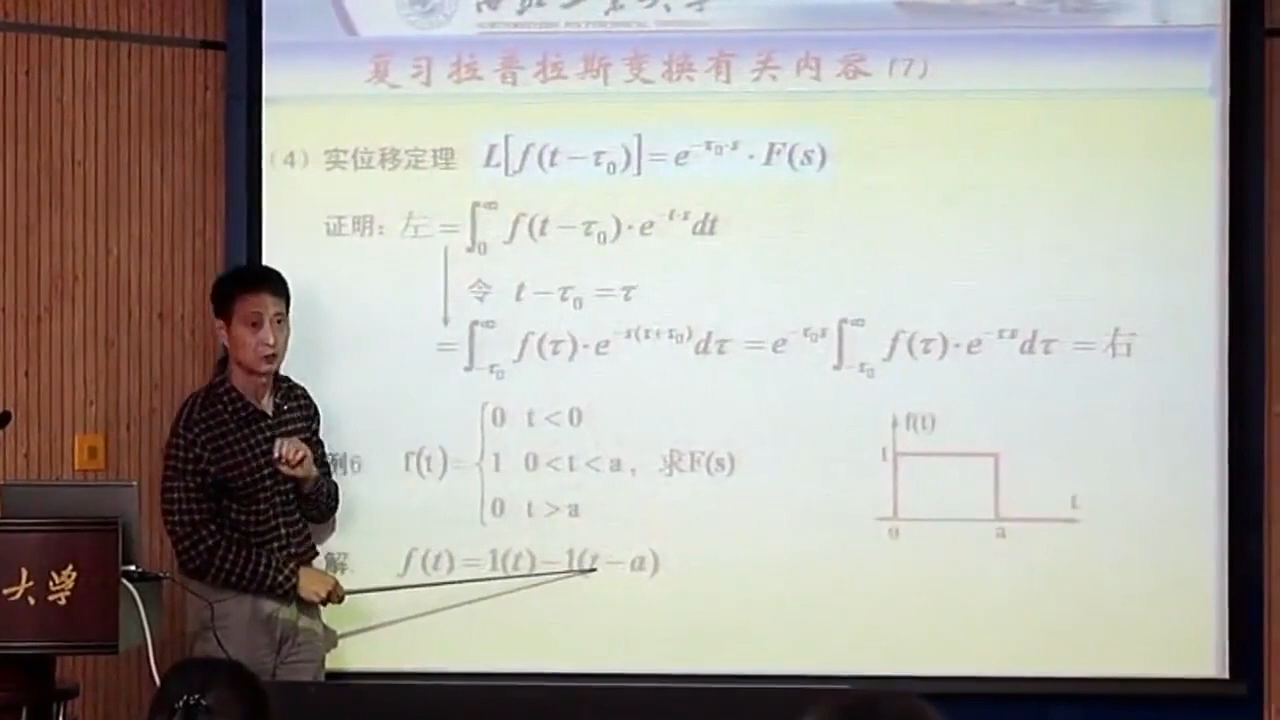 复习拉普拉斯变换有关内容 (7)
(4) 实位移定理 L[f(t−τ₀)]=e^{−τ₀·s}·F(s)
证明: 左 =∫₀^∞ f(t−τ₀)·e^{−t·s}dt
令 t−τ₀=τ
=∫_{−τ₀}^∞ f(τ)·e^{−s(τ+τ₀)}dτ =e^{−τ₀s}∫_{−τ₀}^∞ f(τ)·e^{−τs}dτ =右
例6 f(t)={0 t<0
1 0<t<a, 求F(s)
0 t>a
f(t)
1
t
0 a
解. f(t)=1(t)−1(t−a)
大学